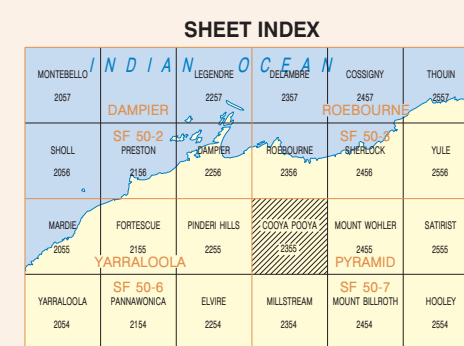 SHEET INDEX
INDIAN OCEAN
MONTEBELLO LEGENDRE DELAMBRE COSSIGNY THOUIN
2057 2257 2357 2457 2557
DAMPIER ROEBOURNE
SF 50-2 SF 50-3
SHOLL PRESTON DAMPIER ROEBOURNE SHERLOCK YULE
2056 2156 2256 2356 2456 2556
MARDIE FORTESCUE PINDERI HILLS COOYA POOYA MOUNT WOHLER SATIRIST
2055 2155 2255 2355 2455 2555
YARRALOOLA PYRAMID
SF 50-6 SF 50-7
YARRALOOLA PANNAWONICA ELVIRE MILLSTREAM MOUNT BILLROTH HOOLEY
2054 2154 2254 2354 2454 2554